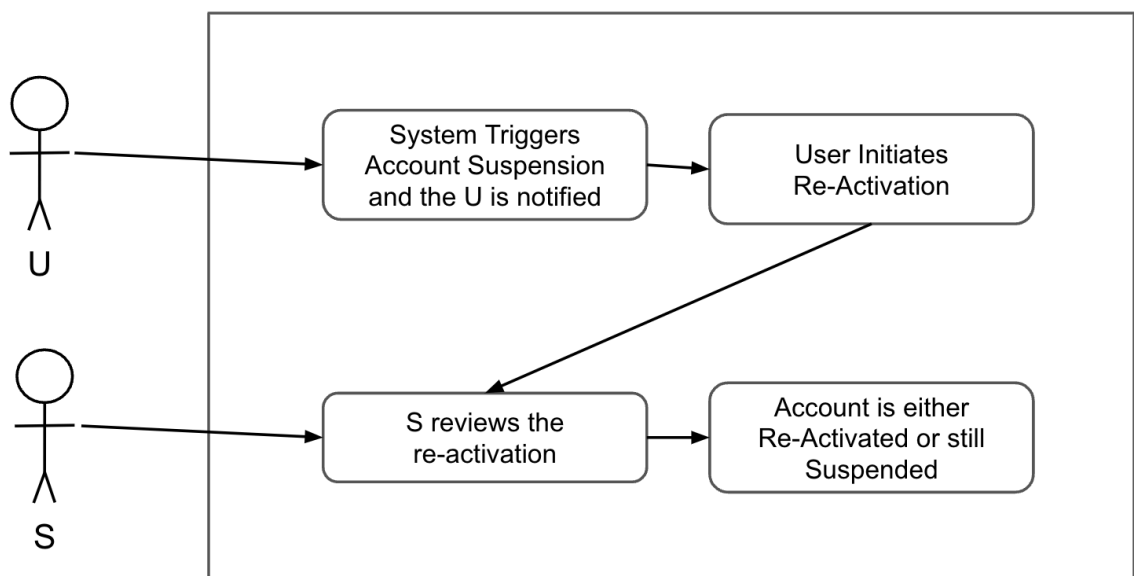 System Triggers
Account Suspension
and the U is notified
User Initiates
Re-Activation
U
S reviews the
re-activation
Account is either
Re-Activated or still
Suspended
S